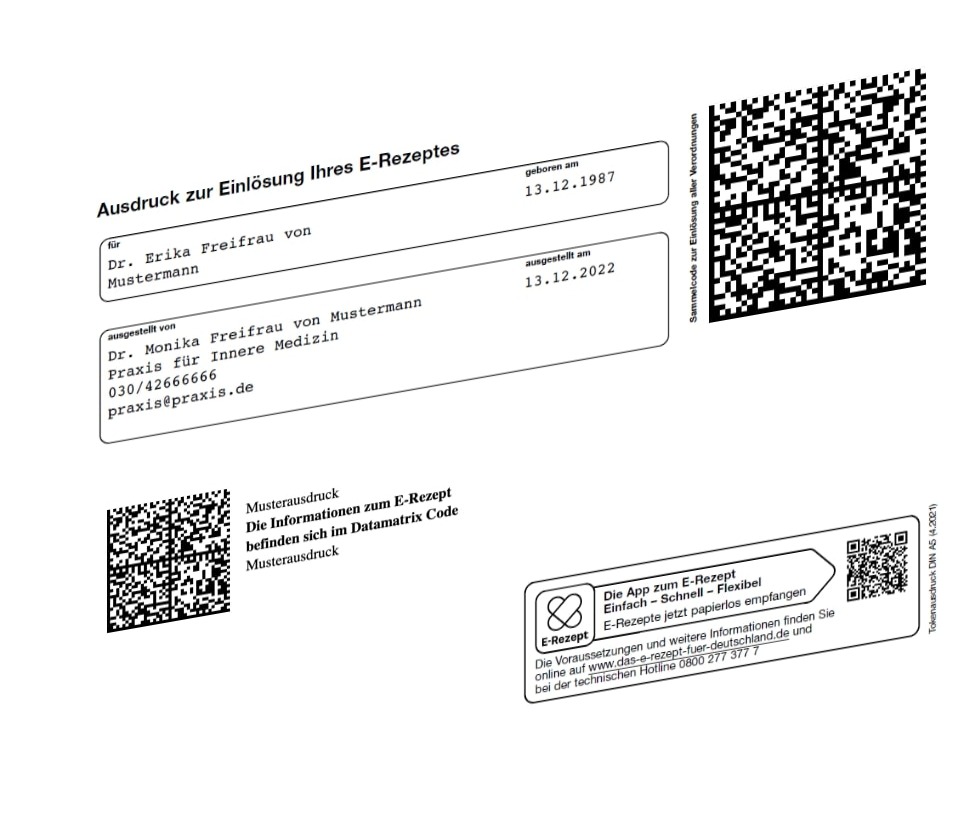 Ausdruck zur Einlösung Ihres E-Rezeptes
für
Dr. Erika Freifrau von
Mustermann
geboren am
13.12.1987
ausgestellt von
Dr. Monika Freifrau von Mustermann
Praxis für Innere Medizin
030/42666666
praxis@praxis.de
ausgestellt am
13.12.2022
Sammelcode zur Einlösung aller Verordnungen
Musterausdruck
Die Informationen zum E-Rezept
befinden sich im Datamatrix Code
Musterausdruck
E-Rezept
Die App zum E-Rezept
Einfach – Schnell – Flexibel
E-Rezepte jetzt papierlos empfangen
Die Voraussetzungen und weitere Informationen finden Sie
online auf www.das-e-rezept-fuer-deutschland.de und
bei der technischen Hotline 0800 277 377 7
Tokenausdruck DIN A5 (4.2021)